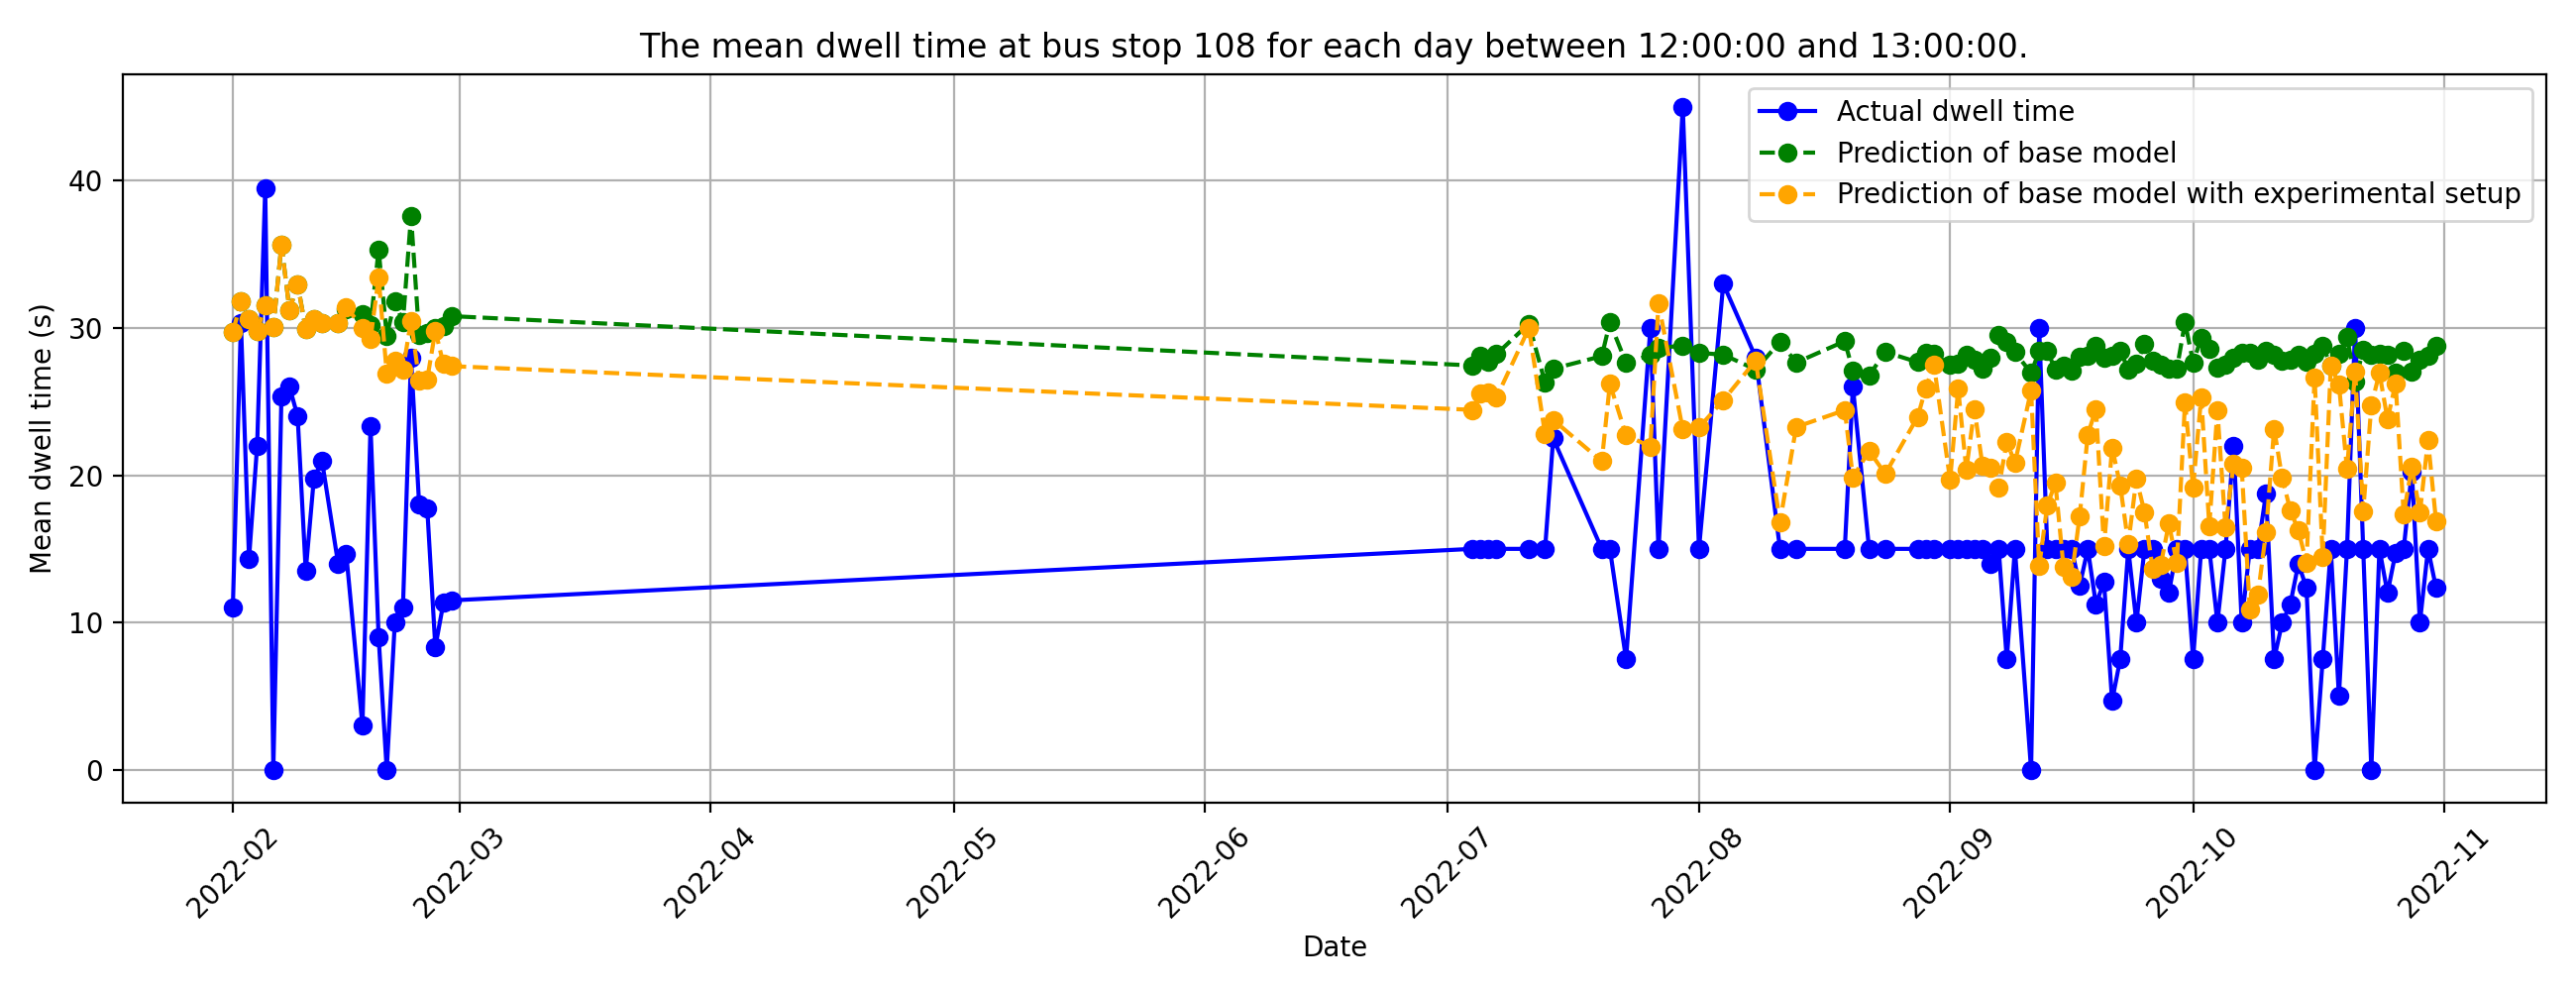 The mean dwell time at bus stop 108 for each day between 12:00:00 and 13:00:00.
Actual dwell time
Prediction of base model
Prediction of base model with experimental setup
Mean dwell time (s)
40
30
20
10
0
2022-02
2022-03
2022-04
2022-05
2022-06
2022-07
2022-08
2022-09
2022-10
2022-11
Date